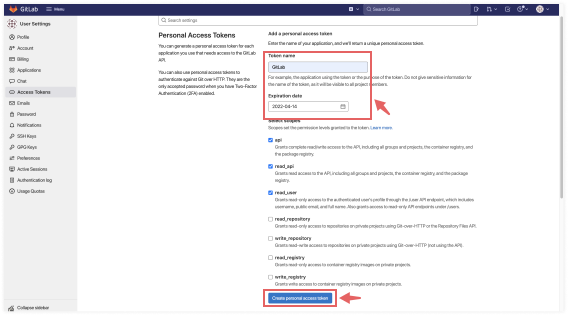 GitLab
Menu
Search GitLab
User Settings
Profile
Account
Billing
Applications
Chat
Access Tokens
Emails
Password
Notifications
SSH Keys
GPG Keys
Preferences
Active Sessions
Authentication log
Usage Quotas
Collapse sidebar
Search settings
Personal Access Tokens
You can generate a personal access token for each
application you use that needs access to the GitLab
API.
You can also use personal access tokens to
authenticate against Git over HTTP. They are the
only accepted password when you have Two-Factor
Authentication (2FA) enabled.
Add a personal access token
Enter the name of your application, and we'll return a unique personal access token.
Token name
GitLab
For example, the application using the token or the purpose of the token. Do not give sensitive information for
the name of the token, as it will be visible to all project members.
Expiration date
2022-04-14
Select scopes
Scopes set the permission levels granted to the token. Learn more.
api
Grants complete read/write access to the API, including all groups and projects, the container registry, and
the package registry.
read_api
Grants read access to the API, including all groups and projects, the container registry, and the package
registry.
read_user
Grants read-only access to the authenticated user's profile through the /user API endpoint, which includes
username, public email, and full name. Also grants access to read-only API endpoints under /users.
read_repository
Grants read-only access to repositories on private projects using Git-over-HTTP or the Repository Files API.
write_repository
Grants read-write access to repositories on private projects using Git-over-HTTP (not using the API).
read_registry
Grants read-only access to container registry images on private projects.
write_registry
Grants write access to container registry images on private projects.
Create personal access token